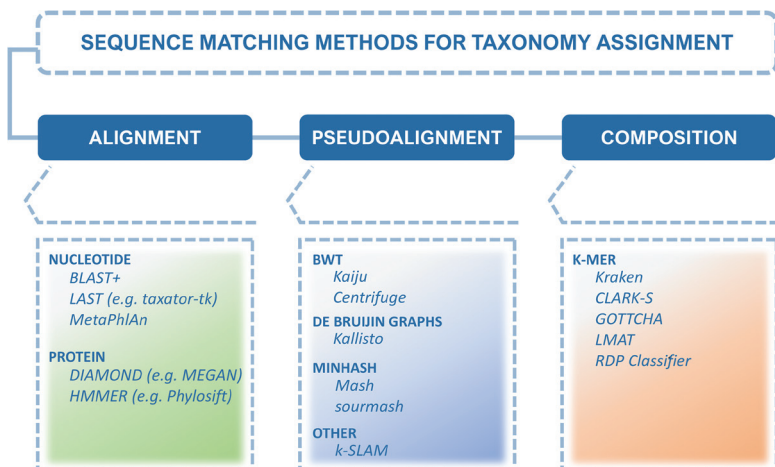 SEQUENCE MATCHING METHODS FOR TAXONOMY ASSIGNMENT
ALIGNMENT
PSEUDOALIGNMENT
COMPOSITION
NUCLEOTIDE
BLAST+
LAST (e.g. taxator-tk)
MetaPhlAn
PROTEIN
DIAMOND (e.g. MEGAN)
HMMER (e.g. Phylosift)
BWT
Kaiju
Centrifuge
DE BRUIJIN GRAPHS
Kallisto
MINHASH
Mash
sourmash
OTHER
k-SLAM
K-MER
Kraken
CLARK-S
GOTTCHA
LMAT
RDP Classifier